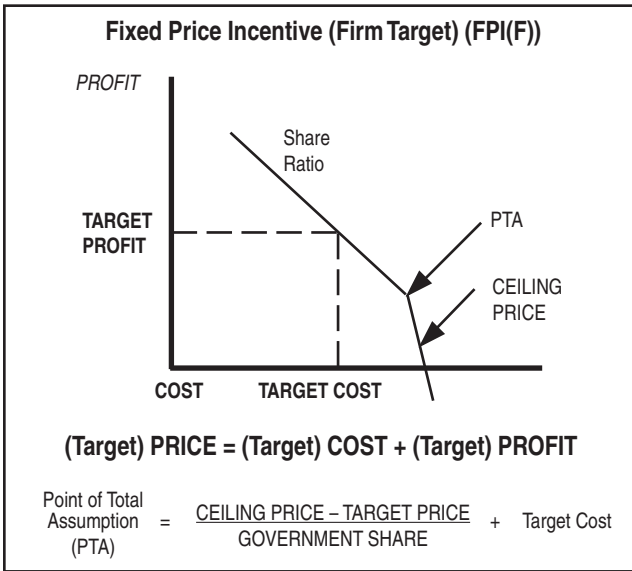 Fixed Price Incentive (Firm Target) (FPI(F))
PROFIT
Share
Ratio
TARGET
PROFIT
PTA
CEILING
PRICE
COST
TARGET COST
(Target) PRICE = (Target) COST + (Target) PROFIT
Point of Total
Assumption
(PTA)
=
CEILING PRICE – TARGET PRICE
GOVERNMENT SHARE
+
Target Cost